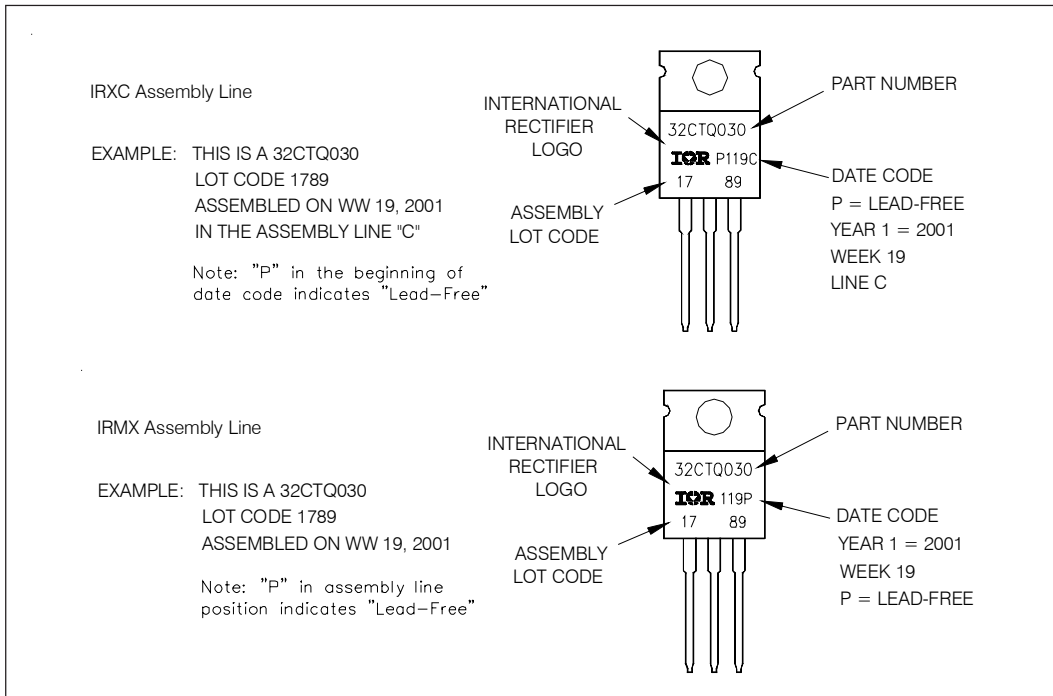 IRXC Assembly Line
EXAMPLE: THIS IS A 32CTQ030
LOT CODE 1789
ASSEMBLED ON WW 19, 2001
IN THE ASSEMBLY LINE "C"
Note: "P" in the beginning of
date code indicates "Lead-Free"
INTERNATIONAL
RECTIFIER
LOGO
ASSEMBLY
LOT CODE
32CTQ030
IOR P119C
17 89
PART NUMBER
DATE CODE
P = LEAD-FREE
YEAR 1 = 2001
WEEK 19
LINE C
IRMX Assembly Line
EXAMPLE: THIS IS A 32CTQ030
LOT CODE 1789
ASSEMBLED ON WW 19, 2001
Note: "P" in assembly line
position indicates "Lead-Free"
INTERNATIONAL
RECTIFIER
LOGO
ASSEMBLY
LOT CODE
32CTQ030
IOR 119P
17 89
PART NUMBER
DATE CODE
YEAR 1 = 2001
WEEK 19
P = LEAD-FREE